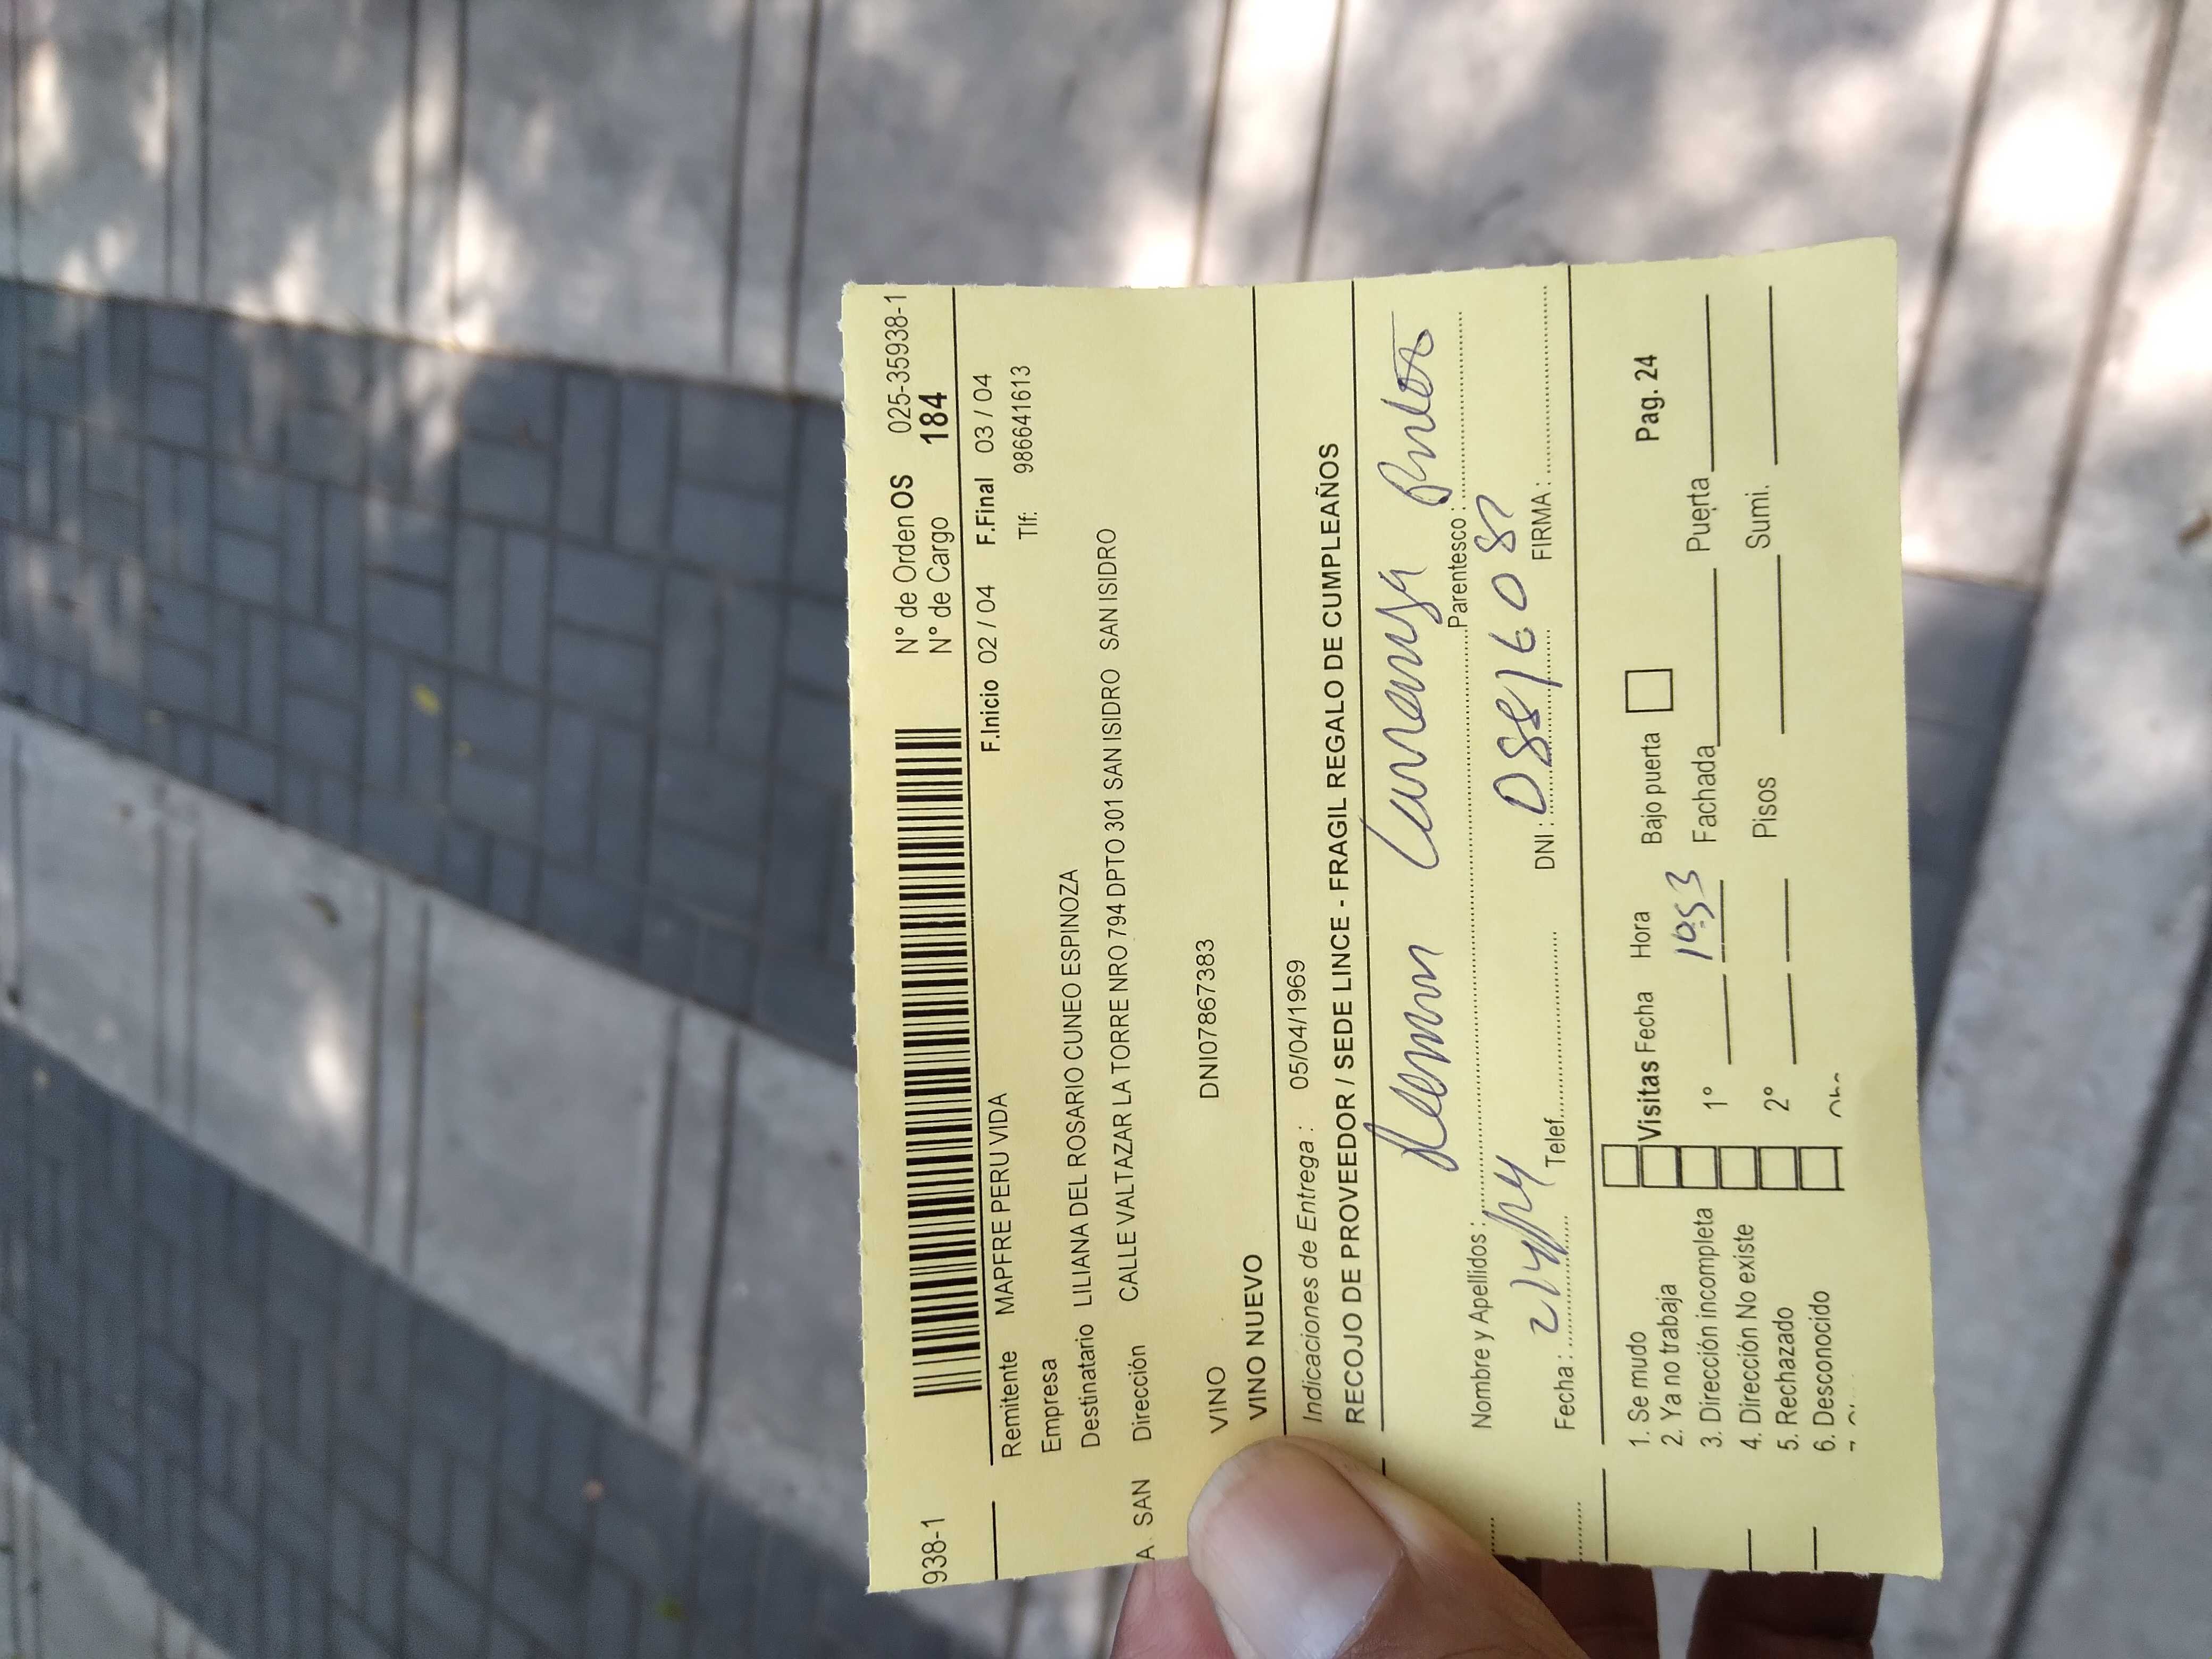 938-1
N° de Orden OS 025-35938-1
N° de Cargo 184
F.Inicio 02 / 04 F.Final 03 / 04
Remitente MAPFRE PERU VIDA
Tlf: 986641613
Empresa
Destinatario LILIANA DEL ROSARIO CUNEO ESPINOZA
A SAN
Dirección CALLE VALTAZAR LA TORRE NRO 794 DPTO 301 SAN ISIDRO SAN ISIDRO
VINO DNI07867383
VINO NUEVO
Indicaciones de Entrega : 05/04/1969
RECOJO DE PROVEEDOR / SEDE LINCE - FRAGIL REGALO DE CUMPLEAÑOS
Nombre y Apellidos : Parentesco :
Fecha : 2/4/24 Telef. DNI : 08816087 FIRMA :
1. Se mudo
2. Ya no trabaja
3. Dirección incompleta
4. Dirección No existe
5. Rechazado
6. Desconocido
Visitas Fecha Hora Bajo puerta Pag. 24
1° 10:53 Fachada Puerta
2° Pisos Sumi.